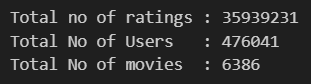 Total no of ratings : 35939231
Total No of Users   : 476041
Total No of movies  : 6386